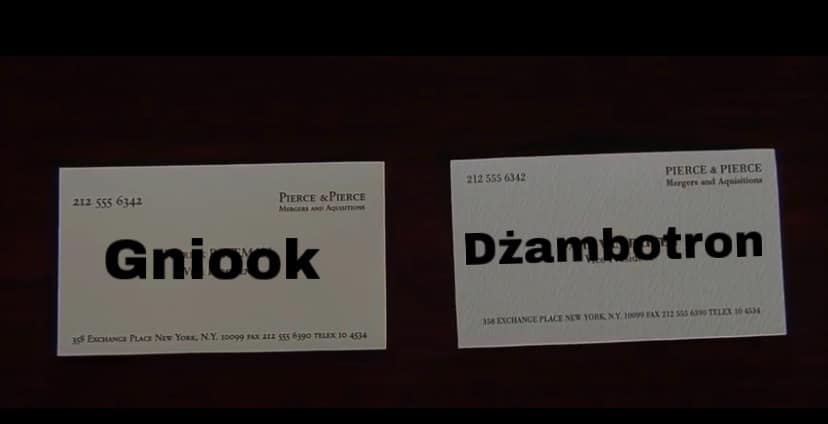 212 555 6342
PIERCE & PIERCE
MERGERS AND AQUISITIONS
Gniook
358 EXCHANGE PLACE NEW YORK, N.Y. 10099 FAX 212 555 6390 TELEX 10 4534
212 555 6342
PIERCE & PIERCE
Mergers and Aquisitions
Dżambotron
358 EXCHANGE PLACE NEW YORK, N.Y. 10099 FAX 212 555 6390 TELEX 10 4534